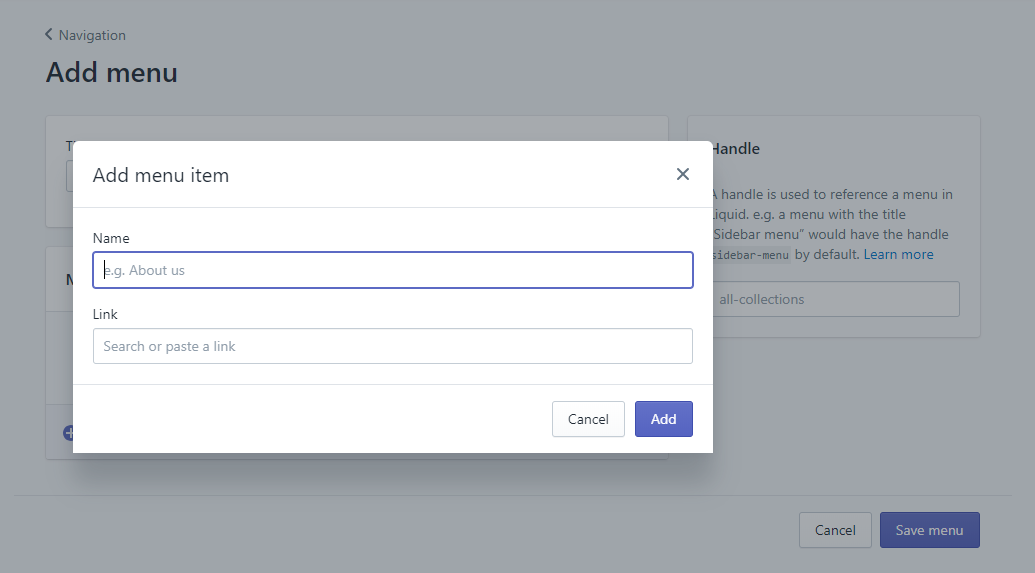 Navigation
Add menu
Add menu item
Name
e.g. About us
Link
Search or paste a link
Cancel
Add
Handle
A handle is used to reference a menu in
Liquid. e.g. a menu with the title
“Sidebar menu” would have the handle
sidebar-menu by default. Learn more
all-collections
Cancel
Save menu